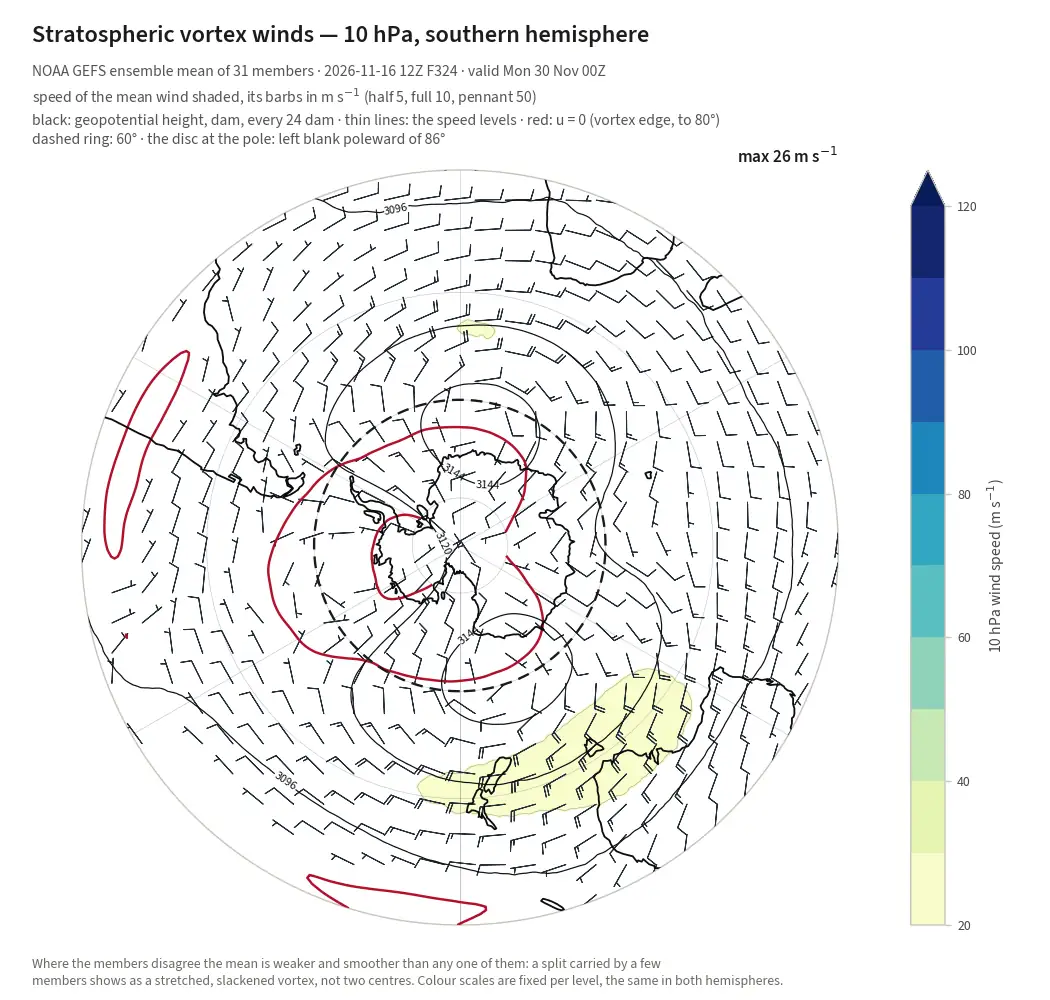 Stratospheric vortex winds — 10 hPa, southern hemisphere
NOAA GEFS ensemble mean of 31 members · 2026-11-16 12Z F324 · valid Mon 30 Nov 00Z
speed of the mean wind shaded, its barbs in m s⁻¹ (half 5, full 10, pennant 50)
black: geopotential height, dam, every 24 dam · thin lines: the speed levels · red: u = 0 (vortex edge, to 80°)
dashed ring: 60° · the disc at the pole: left blank poleward of 86°
max 26 m s⁻¹
3096
3144
3144
3120
314
3096
120
100
80
60
40
20
10 hPa wind speed (m s⁻¹)
Where the members disagree the mean is weaker and smoother than any one of them: a split carried by a few
members shows as a stretched, slackened vortex, not two centres. Colour scales are fixed per level, the same in both hemispheres.